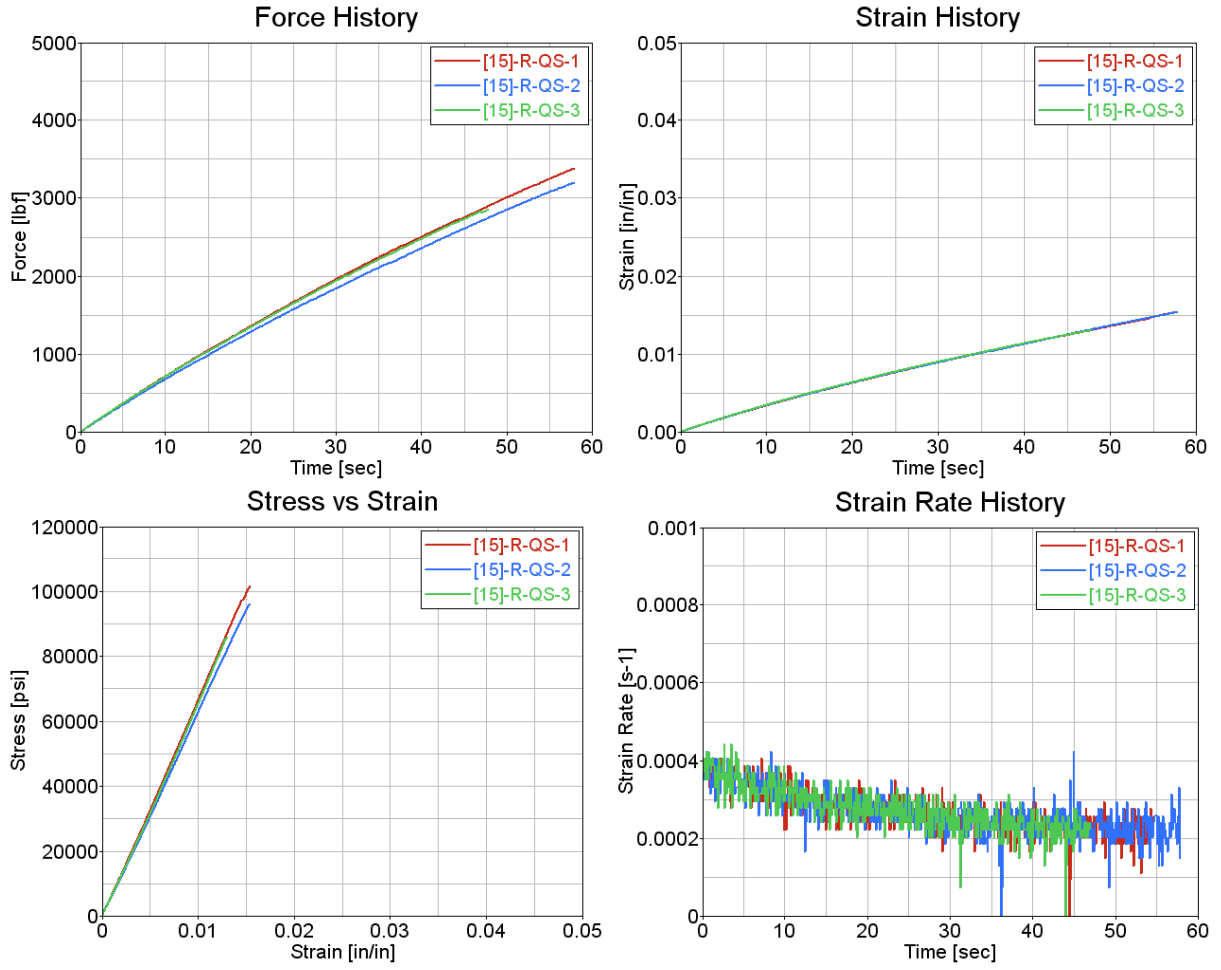 Force History
5000
4000
3000
2000
1000
0
Force [lbf]
0 10 20 30 40 50 60
Time [sec]
[15]-R-QS-1
[15]-R-QS-2
[15]-R-QS-3
Strain History
0.05
0.04
0.03
0.02
0.01
0.00
Strain [in/in]
0 10 20 30 40 50 60
Time [sec]
[15]-R-QS-1
[15]-R-QS-2
[15]-R-QS-3
Stress vs Strain
120000
100000
80000
60000
40000
20000
0
Stress [psi]
0 0.01 0.02 0.03 0.04 0.05
Strain [in/in]
[15]-R-QS-1
[15]-R-QS-2
[15]-R-QS-3
Strain Rate History
0.001
0.0008
0.0006
0.0004
0.0002
0
Strain Rate [s-1]
0 10 20 30 40 50 60
Time [sec]
[15]-R-QS-1
[15]-R-QS-2
[15]-R-QS-3